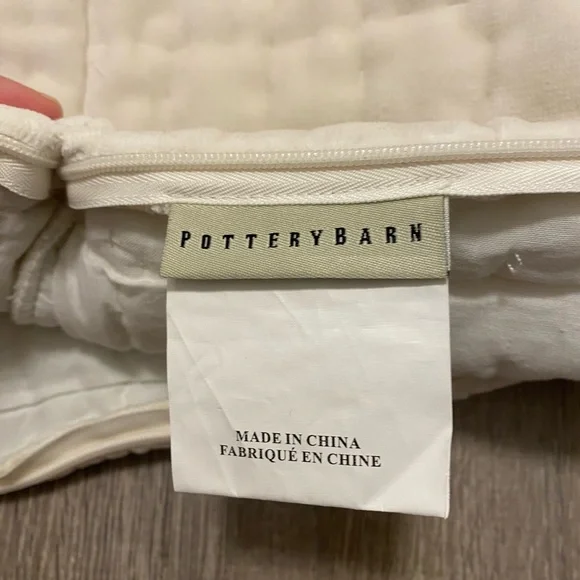 POTTERYBARN
MADE IN CHINA
FABRIQUÉ EN CHINE